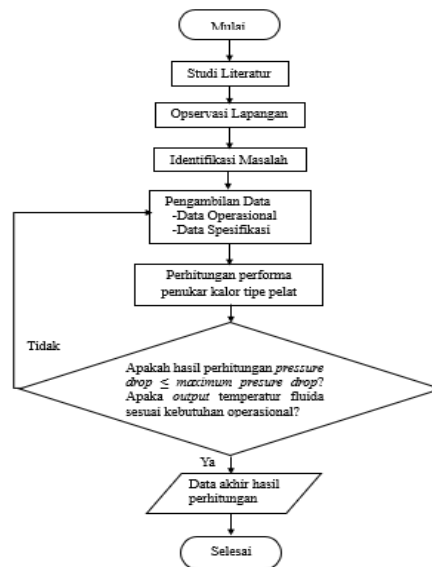 Mulai
Studi Literatur
Opservasi Lapangan
Identifikasi Masalah
Pengambilan Data
-Data Operasional
-Data Spesifikasi
Perhitungan performa
penukar kalor tipe pelat
Tidak
Apakah hasil perhitungan pressure
drop ≤ maximum presure drop?
Apaka output temperatur fluida
sesuai kebutuhan operasional?
Ya
Data akhir hasil
perhitungan
Selesai